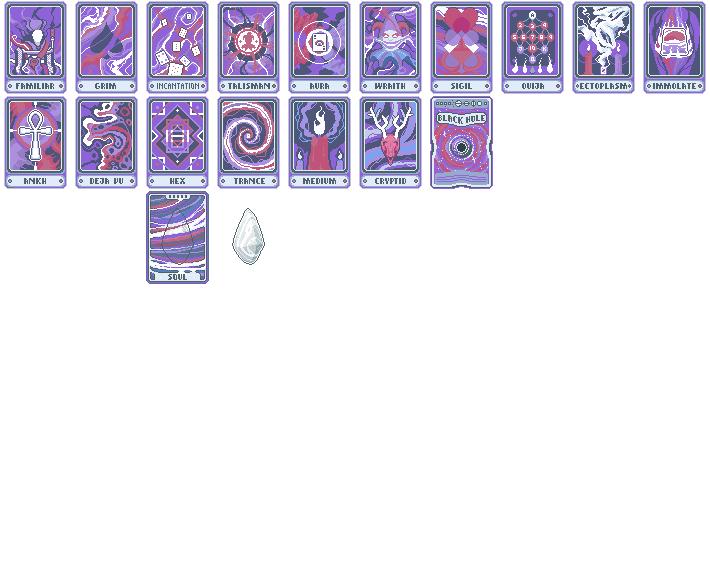 FAMILIAR
GRIM
INCANTATION
TALISMAN
AURA
WRAITH
SIGIL
OUIJA
ECTOPLASM
IMMOLATE
ANKH
DEJA VU
HEX
TRANCE
MEDIUM
CRYPTID
BLACK HOLE
SOUL